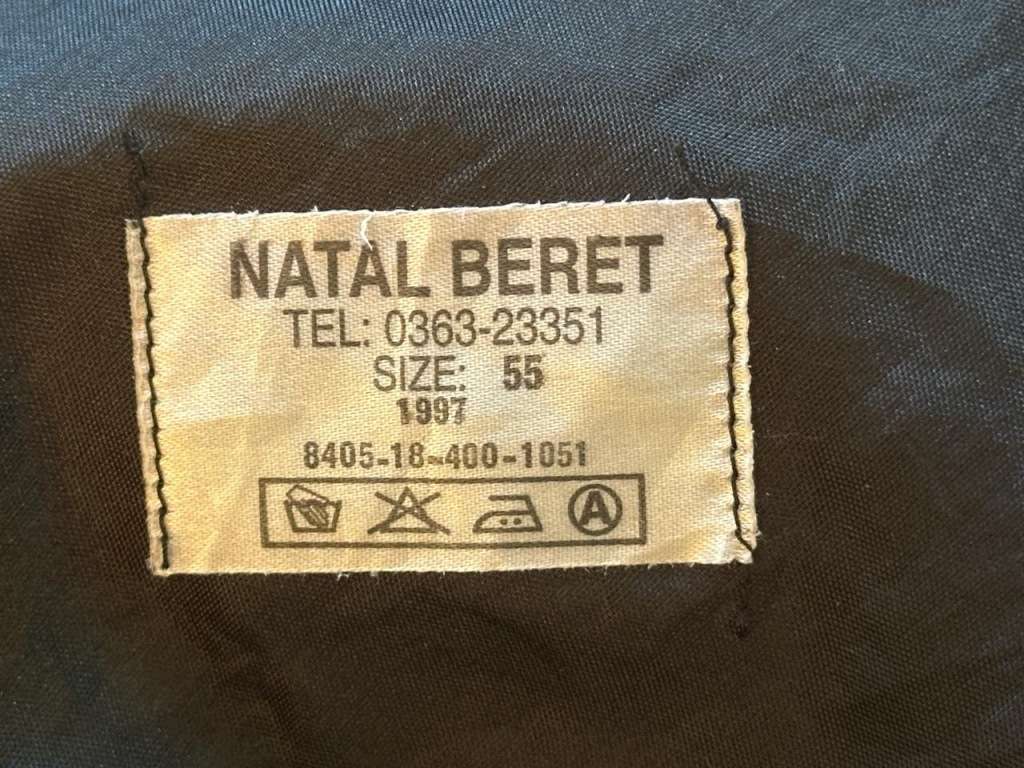 NATAL BERET
TEL: 0363-23351
SIZE: 55
1997
8405-18-400-1051
A